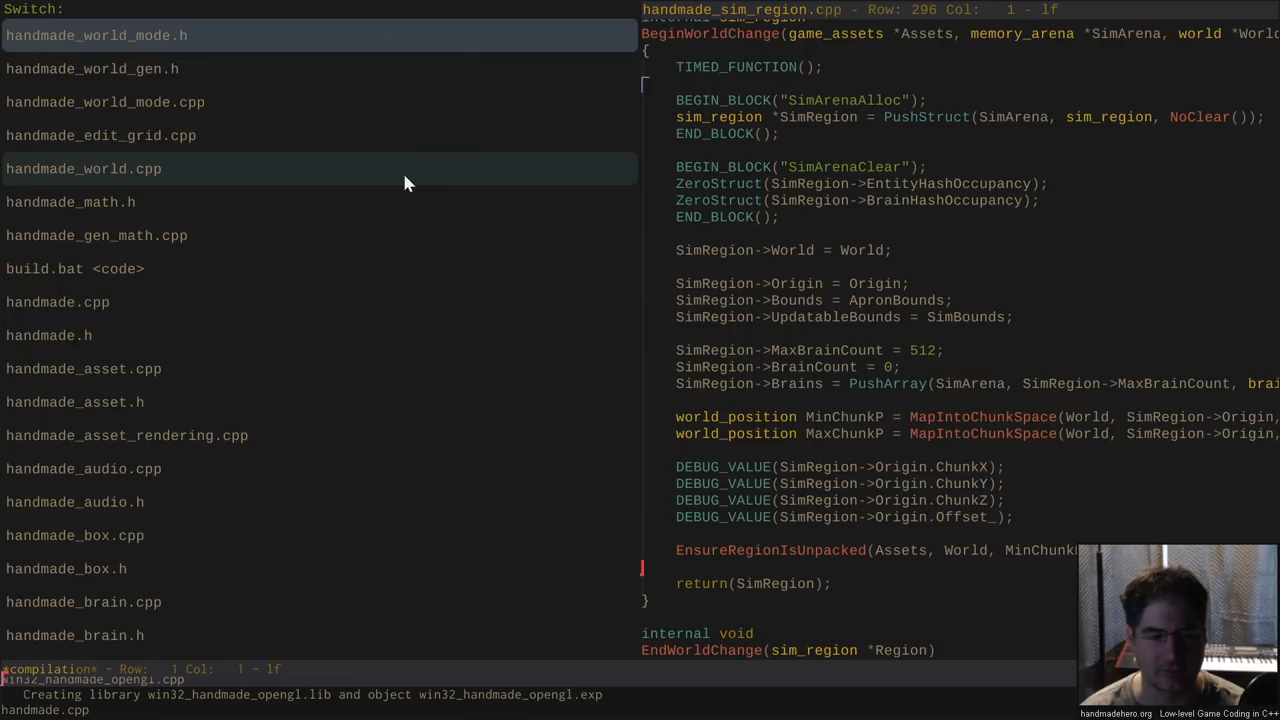 Switch:
handmade_world_mode.h
handmade_world_gen.h
handmade_world_mode.cpp
handmade_edit_grid.cpp
handmade_world.cpp
handmade_math.h
handmade_gen_math.cpp
build.bat <code>
handmade.cpp
handmade.h
handmade_asset.cpp
handmade_asset.h
handmade_asset_rendering.cpp
handmade_audio.cpp
handmade_audio.h
handmade_box.cpp
handmade_box.h
handmade_brain.cpp
handmade_brain.h
*compilation* - Row: 1 Col: 1 - lf
win32_handmade_opengl.cpp
Creating library win32_handmade_opengl.lib and object win32_handmade_opengl.exp
handmade.cpp
handmade_sim_region.cpp - Row: 296 Col: 1 - lf
internal sim_region
BeginWorldChange(game_assets *Assets, memory_arena *SimArena, world *Worl
{
TIMED_FUNCTION();
BEGIN_BLOCK("SimArenaAlloc");
sim_region *SimRegion = PushStruct(SimArena, sim_region, NoClear());
END_BLOCK();
BEGIN_BLOCK("SimArenaClear");
ZeroStruct(SimRegion->EntityHashOccupancy);
ZeroStruct(SimRegion->BrainHashOccupancy);
END_BLOCK();
SimRegion->World = World;
SimRegion->Origin = Origin;
SimRegion->Bounds = ApronBounds;
SimRegion->UpdatableBounds = SimBounds;
SimRegion->MaxBrainCount = 512;
SimRegion->BrainCount = 0;
SimRegion->Brains = PushArray(SimArena, SimRegion->MaxBrainCount, brai
world_position MinChunkP = MapIntoChunkSpace(World, SimRegion->Origin,
world_position MaxChunkP = MapIntoChunkSpace(World, SimRegion->Origin,
DEBUG_VALUE(SimRegion->Origin.ChunkX);
DEBUG_VALUE(SimRegion->Origin.ChunkY);
DEBUG_VALUE(SimRegion->Origin.ChunkZ);
DEBUG_VALUE(SimRegion->Origin.Offset_);
EnsureRegionIsUnpacked(Assets, World, MinChunk
return(SimRegion);
}
internal void
EndWorldChange(sim_region *Region)
handmadehero.org : Low-level Game Coding in C++